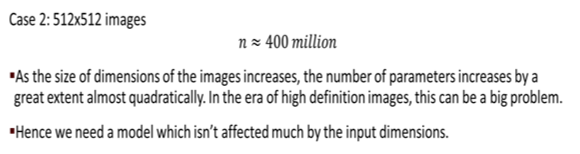 Case 2: 512x512 images
n ≈ 400 million
▪As the size of dimensions of the images increases, the number of parameters increases by a
great extent almost quadratically. In the era of high definition images, this can be a big problem.
▪Hence we need a model which isn't affected much by the input dimensions.